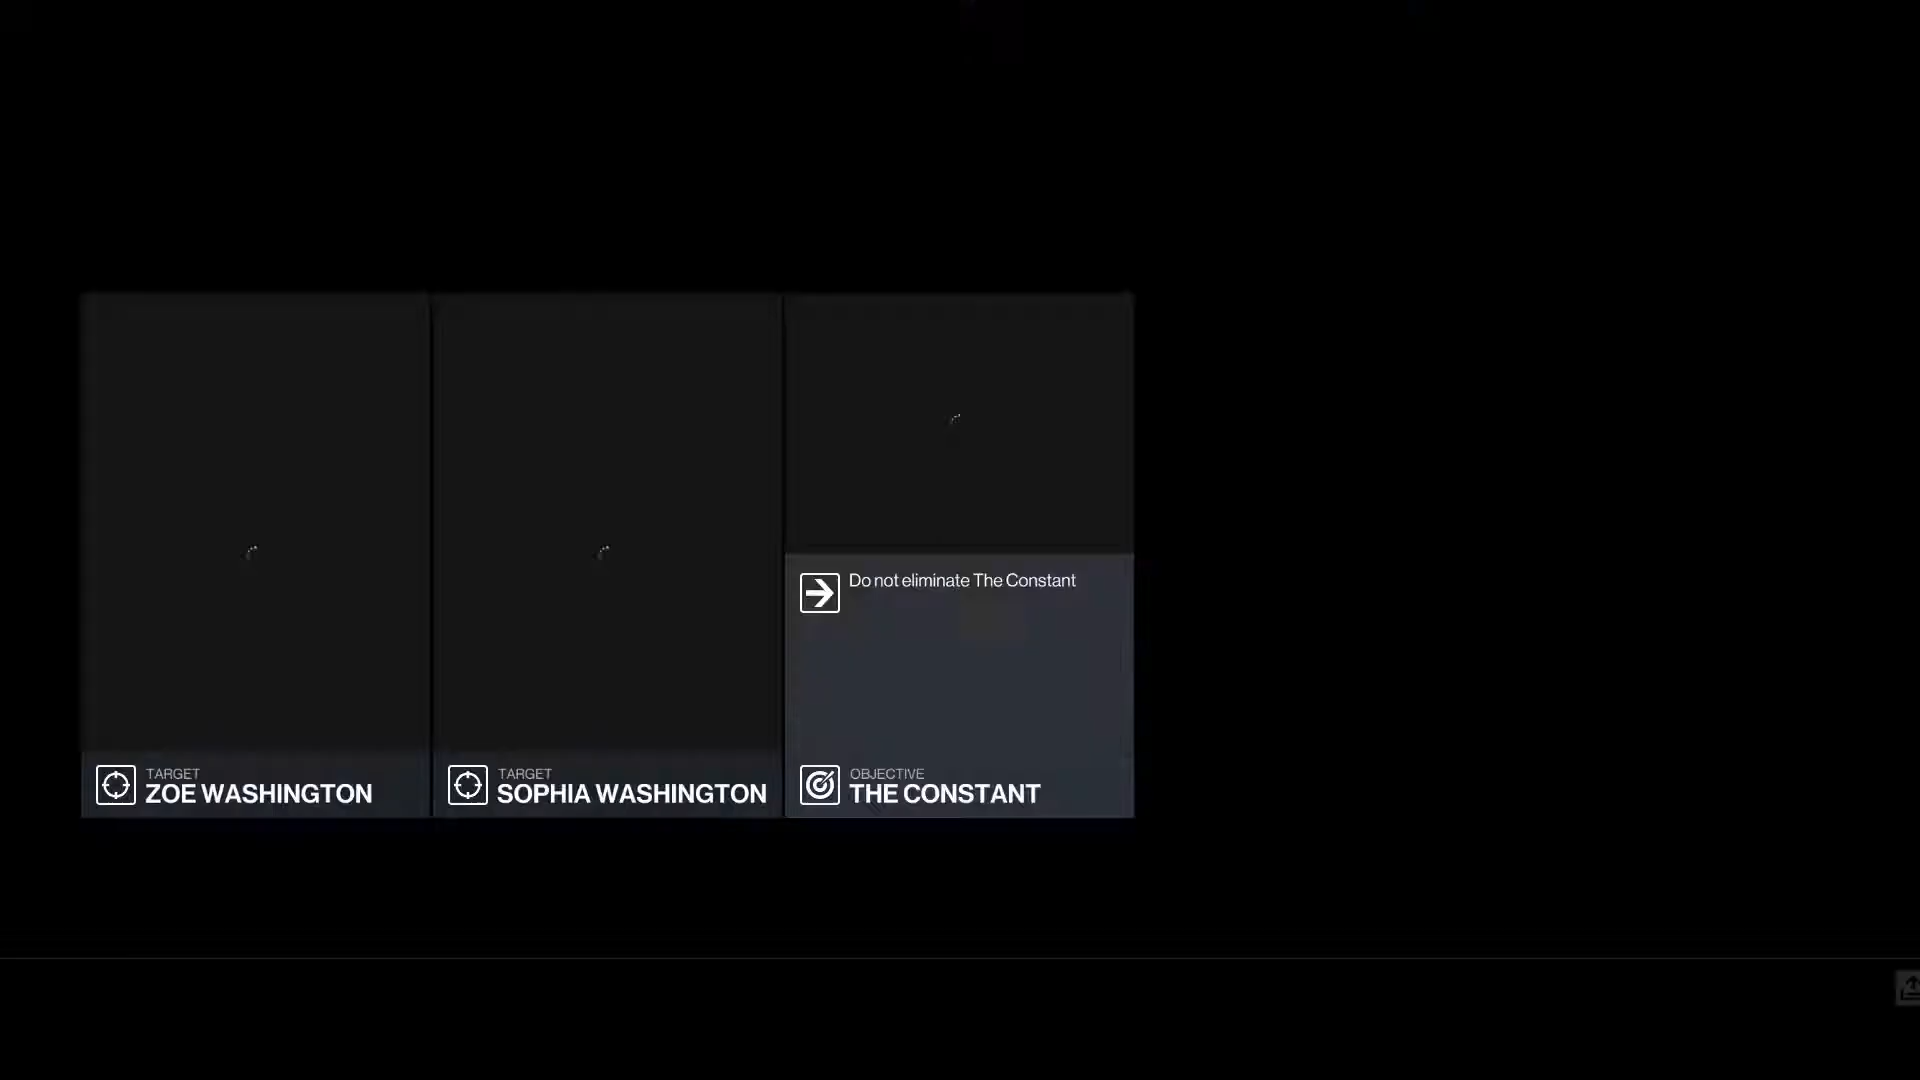 TARGET
ZOE WASHINGTON
TARGET
SOPHIA WASHINGTON
Do not eliminate The Constant
OBJECTIVE
THE CONSTANT